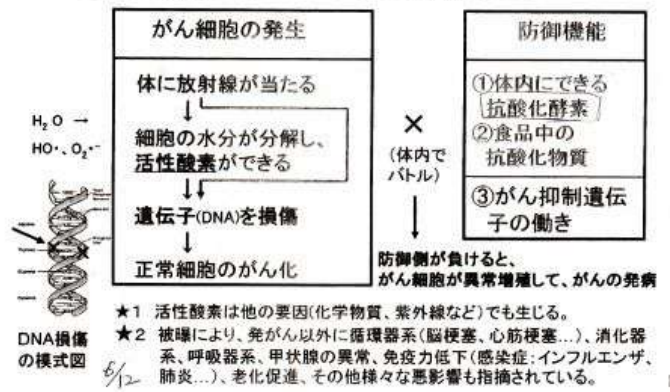 がん細胞の発生
体に放射線が当たる
↓
細胞の水分が分解し、
活性酸素ができる
↓
遺伝子(DNA)を損傷
↓
正常細胞のがん化
H₂O →
HO・、O₂・⁻
DNA損傷
の模式図
×
(体内で
バトル)
防御機能
①体内にできる
抗酸化酵素
②食品中の
抗酸化物質
③がん抑制遺伝
子の働き
防御側が負けると、
がん細胞が異常増殖して、がんの発病
★1 活性酸素は他の要因(化学物質、紫外線など)でも生じる。
★2 被曝により、発がん以外に循環器系(脳梗塞、心筋梗塞…)、消化器
系、呼吸器系、甲状腺の異常、免疫力低下(感染症:インフルエンザ、
肺炎…)、老化促進、その他様々な悪影響も指摘されている。
6/12